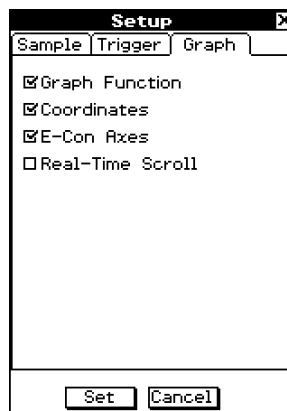 Setup
Sample Trigger Graph
Graph Function
Coordinates
E-Con Axes
Real-Time Scroll
Set Cancel